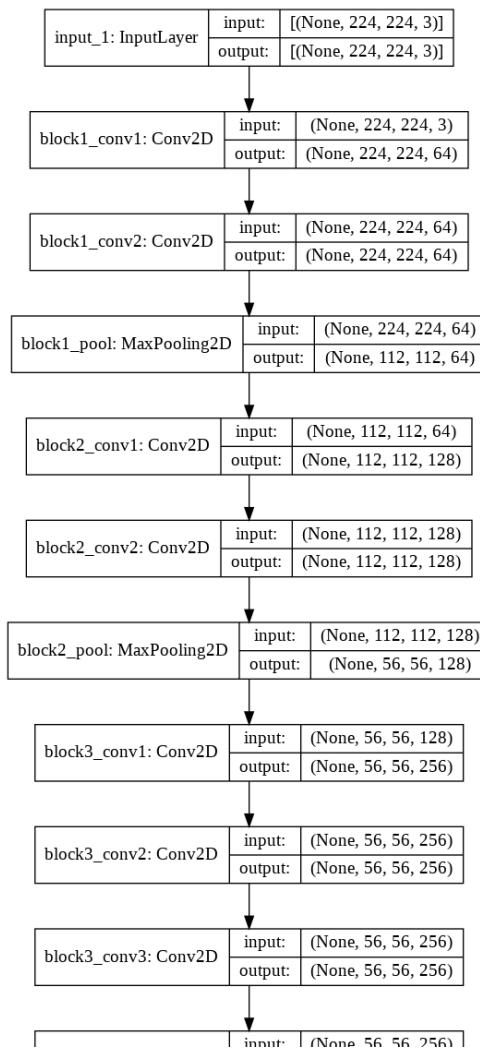 input_1: InputLayer
input: [(None, 224, 224, 3)]
output: [(None, 224, 224, 3)]
block1_conv1: Conv2D
input: (None, 224, 224, 3)
output: (None, 224, 224, 64)
block1_conv2: Conv2D
input: (None, 224, 224, 64)
output: (None, 224, 224, 64)
block1_pool: MaxPooling2D
input: (None, 224, 224, 64)
output: (None, 112, 112, 64)
block2_conv1: Conv2D
input: (None, 112, 112, 64)
output: (None, 112, 112, 128)
block2_conv2: Conv2D
input: (None, 112, 112, 128)
output: (None, 112, 112, 128)
block2_pool: MaxPooling2D
input: (None, 112, 112, 128)
output: (None, 56, 56, 128)
block3_conv1: Conv2D
input: (None, 56, 56, 128)
output: (None, 56, 56, 256)
block3_conv2: Conv2D
input: (None, 56, 56, 256)
output: (None, 56, 56, 256)
block3_conv3: Conv2D
input: (None, 56, 56, 256)
output: (None, 56, 56, 256)
input: (None, 56, 56, 256)